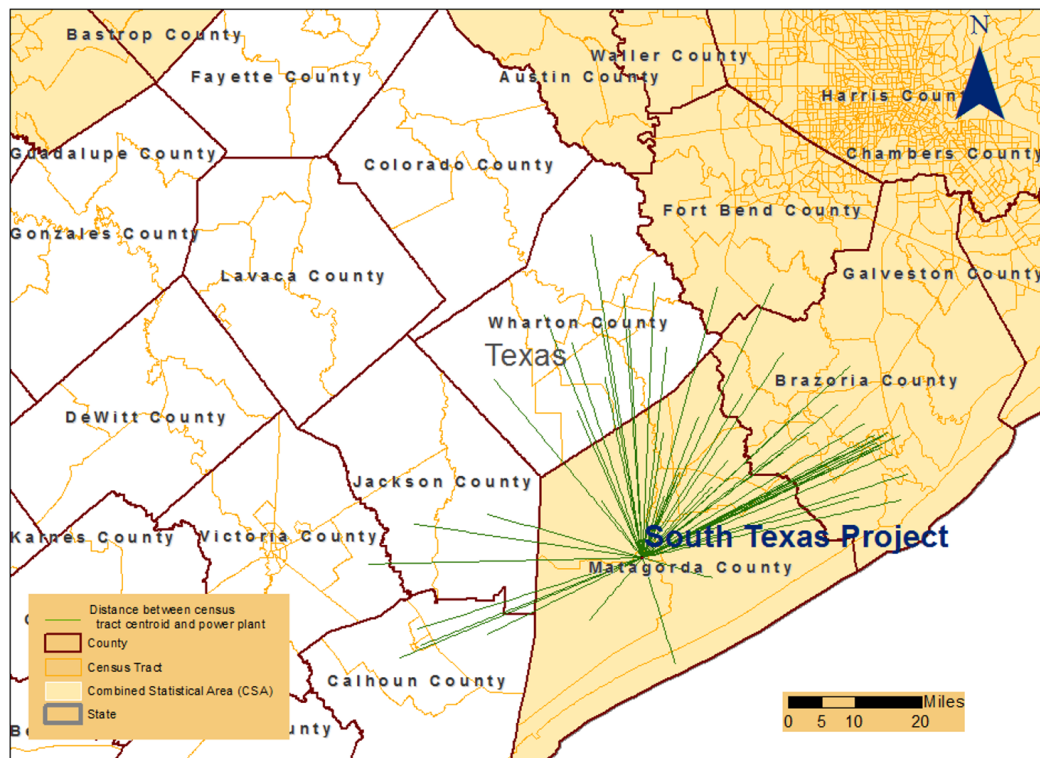 Bastrop County
Fayette County
Waller County
Austin County
N
Harris Count
Guadalupe County
Colorado County
Chambers County
Fort Bend County
Gonzales County
Lavaca County
Galveston County
Wharton County
Texas
Brazoria County
DeWitt County
Jackson County
Karnes County
Victoria County
South Texas Project
Matagorda County
Distance between census
tract centroid and power plant
County
Census Tract
Combined Statistical Area (CSA)
State
Calhoun County
unty
Miles
0 5 10 20